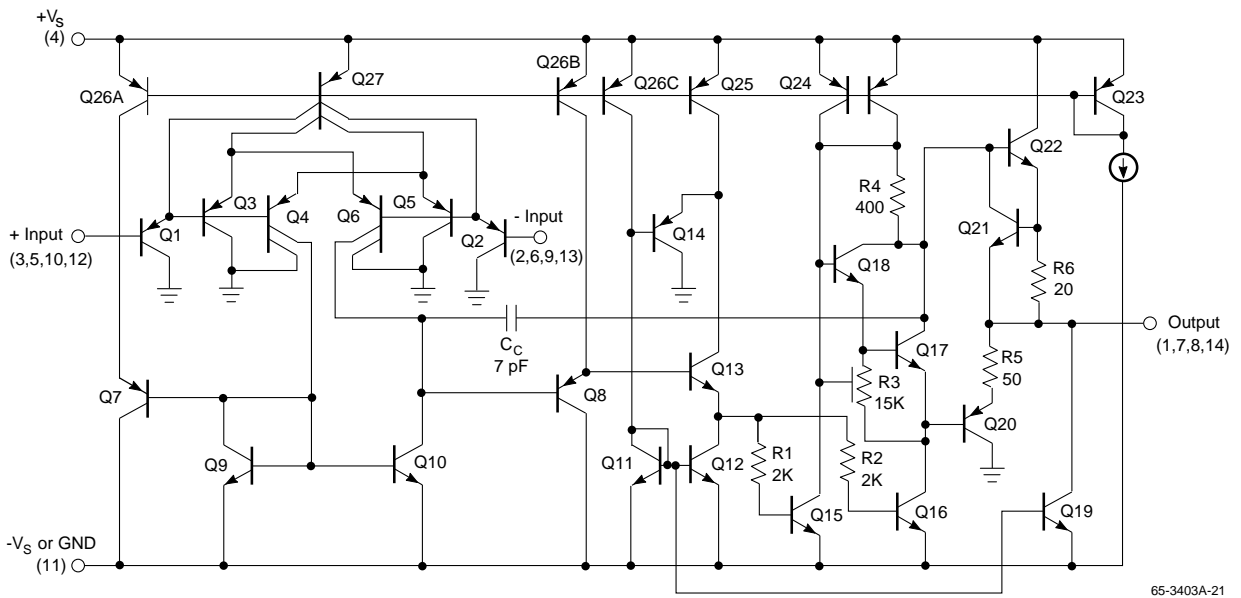 +VS
(4)
Q26A
Q27
Q26B
Q26C
Q25
Q24
Q23
Q22
Q3
Q4
Q6
Q5
- Input
(2,6,9,13)
+ Input
(3,5,10,12)
Q1
Q2
Q14
R4
400
Q21
Q18
R6
20
Output
(1,7,8,14)
CC
7 pF
Q13
Q17
R5
50
Q7
Q8
R3
15K
Q20
Q9
Q10
Q11
Q12
R1
2K
R2
2K
Q15
Q16
Q19
-VS or GND
(11)
65-3403A-21